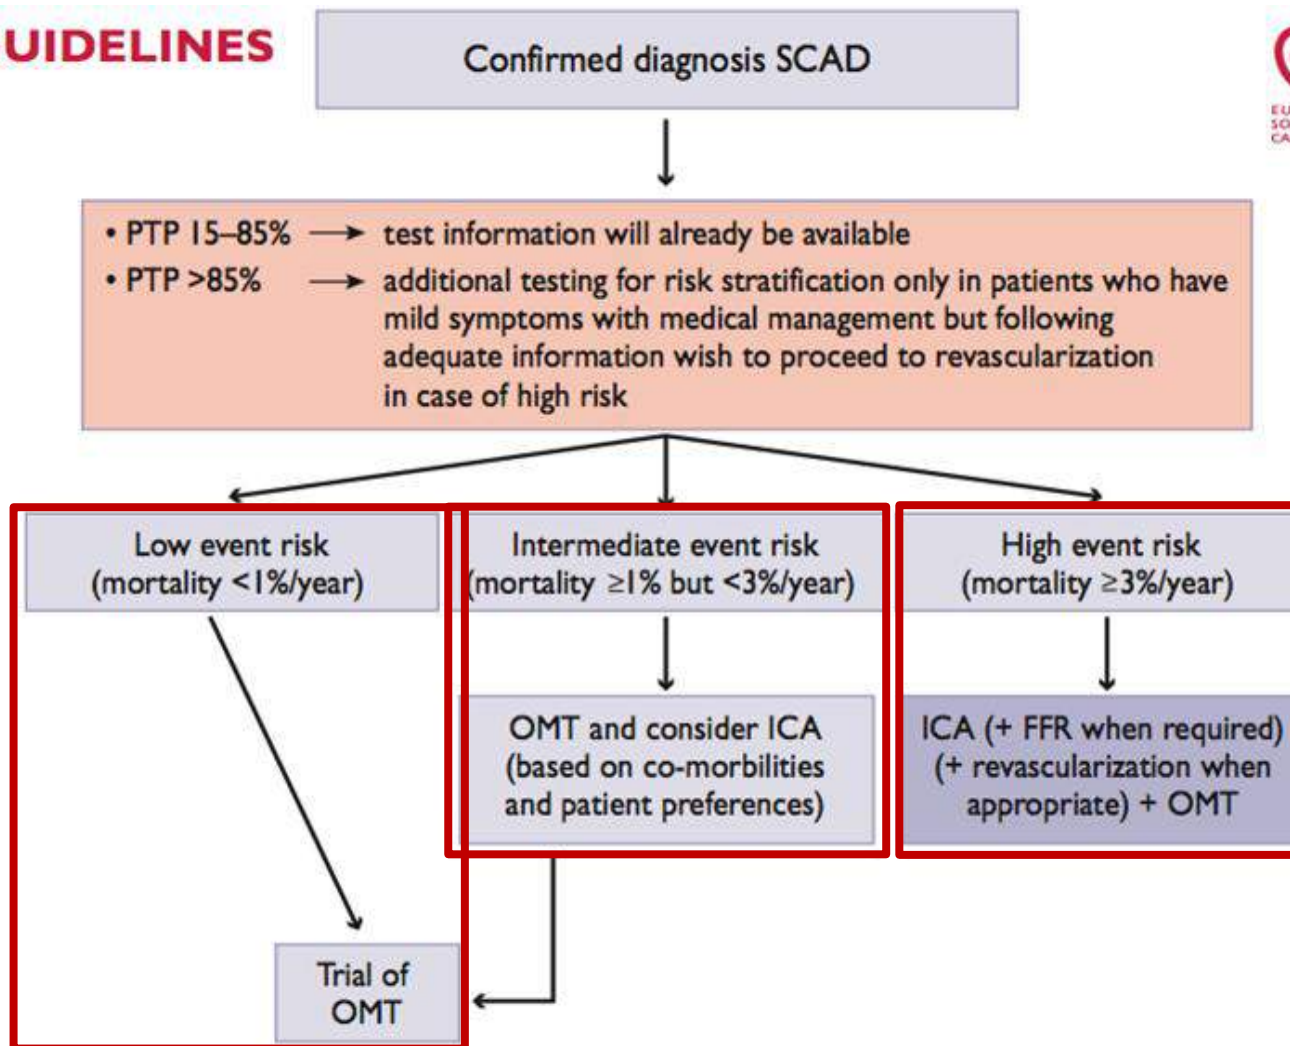 UIDELINES
Confirmed diagnosis SCAD
EU
SO
CA
• PTP 15–85% → test information will already be available
• PTP >85% → additional testing for risk stratification only in patients who have
mild symptoms with medical management but following
adequate information wish to proceed to revascularization
in case of high risk
Low event risk
(mortality <1%/year)
Intermediate event risk
(mortality ≥1% but <3%/year)
High event risk
(mortality ≥3%/year)
OMT and consider ICA
(based on co-morbilities
and patient preferences)
ICA (+ FFR when required)
(+ revascularization when
appropriate) + OMT
Trial of
OMT